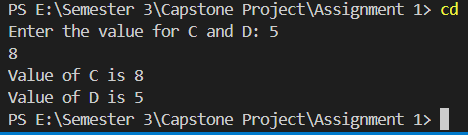 PS E:\Semester 3\Capstone Project\Assignment 1> cd
Enter the value for C and D: 5
8
Value of C is 8
Value of D is 5
PS E:\Semester 3\Capstone Project\Assignment 1>